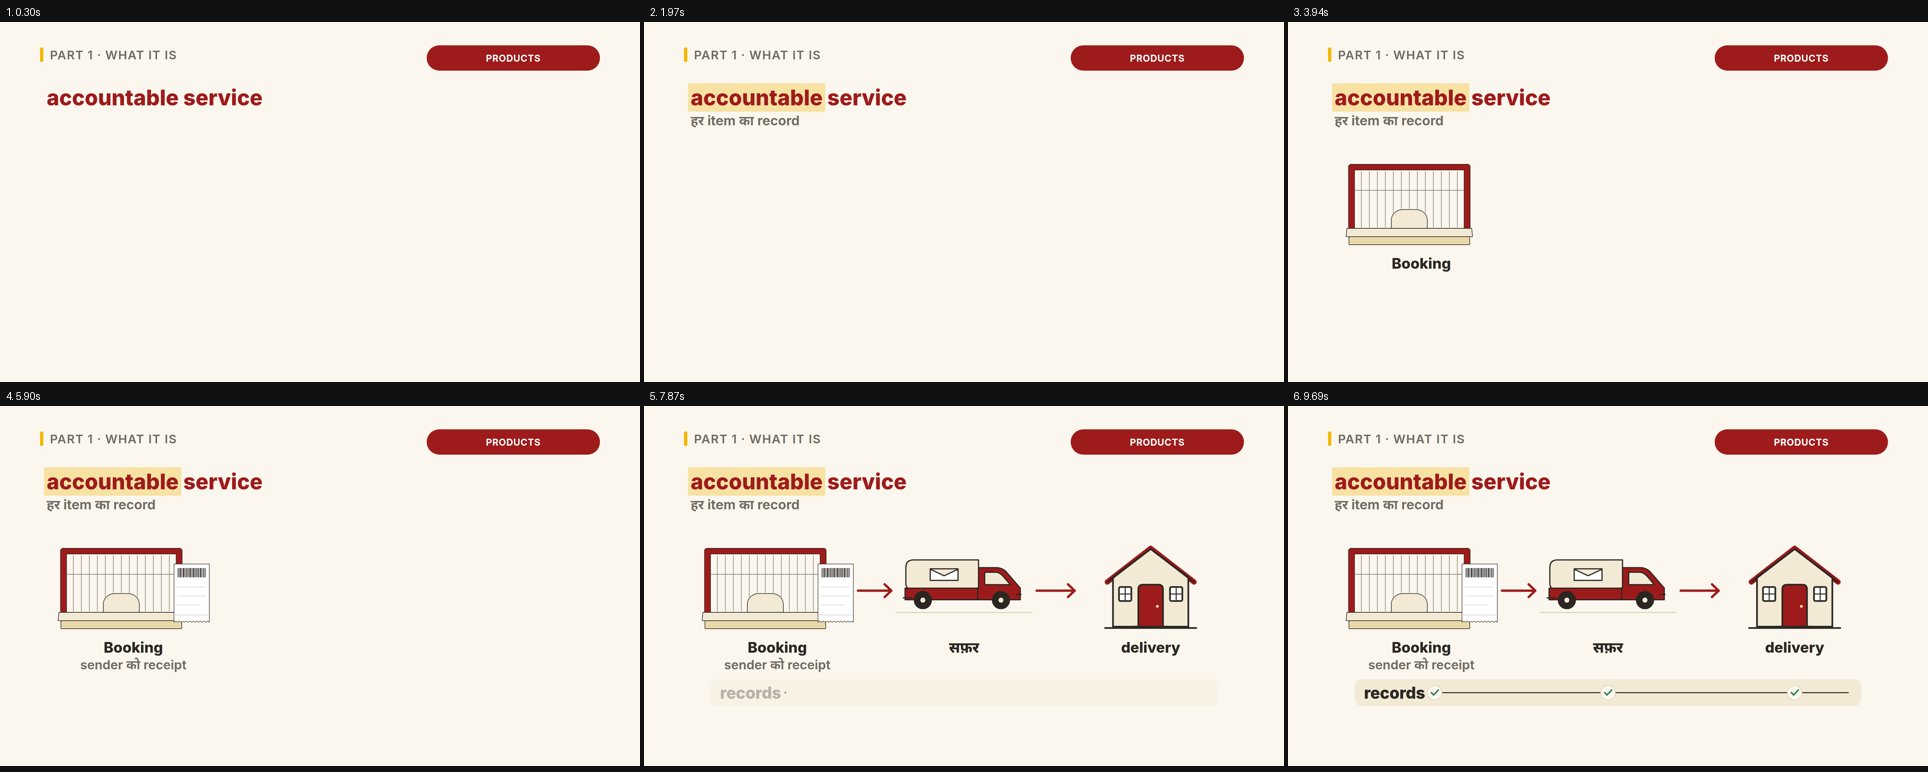 1. 0.30s
PART 1 · WHAT IT IS
PRODUCTS
accountable service
2. 1.97s
PART 1 · WHAT IT IS
PRODUCTS
accountable service
हर item का record
3. 3.94s
PART 1 · WHAT IT IS
PRODUCTS
accountable service
हर item का record
Booking
4. 5.90s
PART 1 · WHAT IT IS
PRODUCTS
accountable service
हर item का record
Booking
sender को receipt
5. 7.87s
PART 1 · WHAT IT IS
PRODUCTS
accountable service
हर item का record
Booking
सफ़र
delivery
sender को receipt
records
6. 9.69s
PART 1 · WHAT IT IS
PRODUCTS
accountable service
हर item का record
Booking
सफ़र
delivery
sender को receipt
records